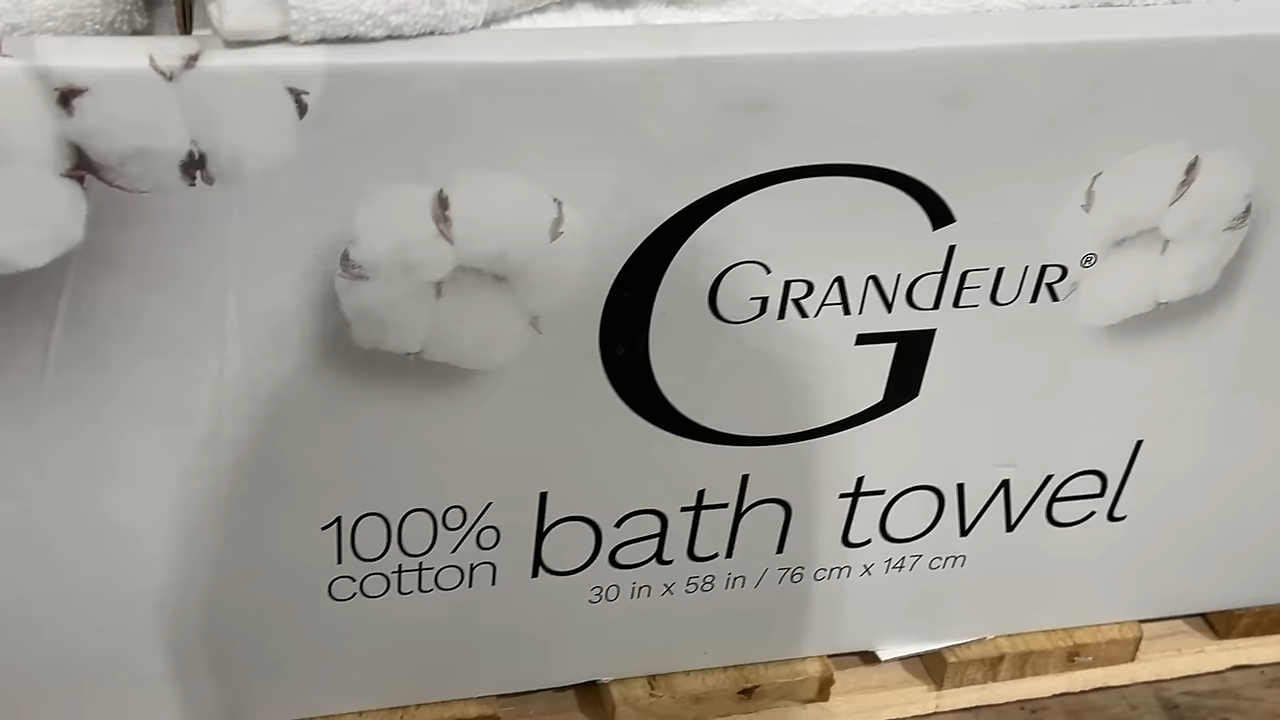 G
GRANdEUR®
100% cotton bath towel
30 in x 58 in / 76 cm x 147 cm